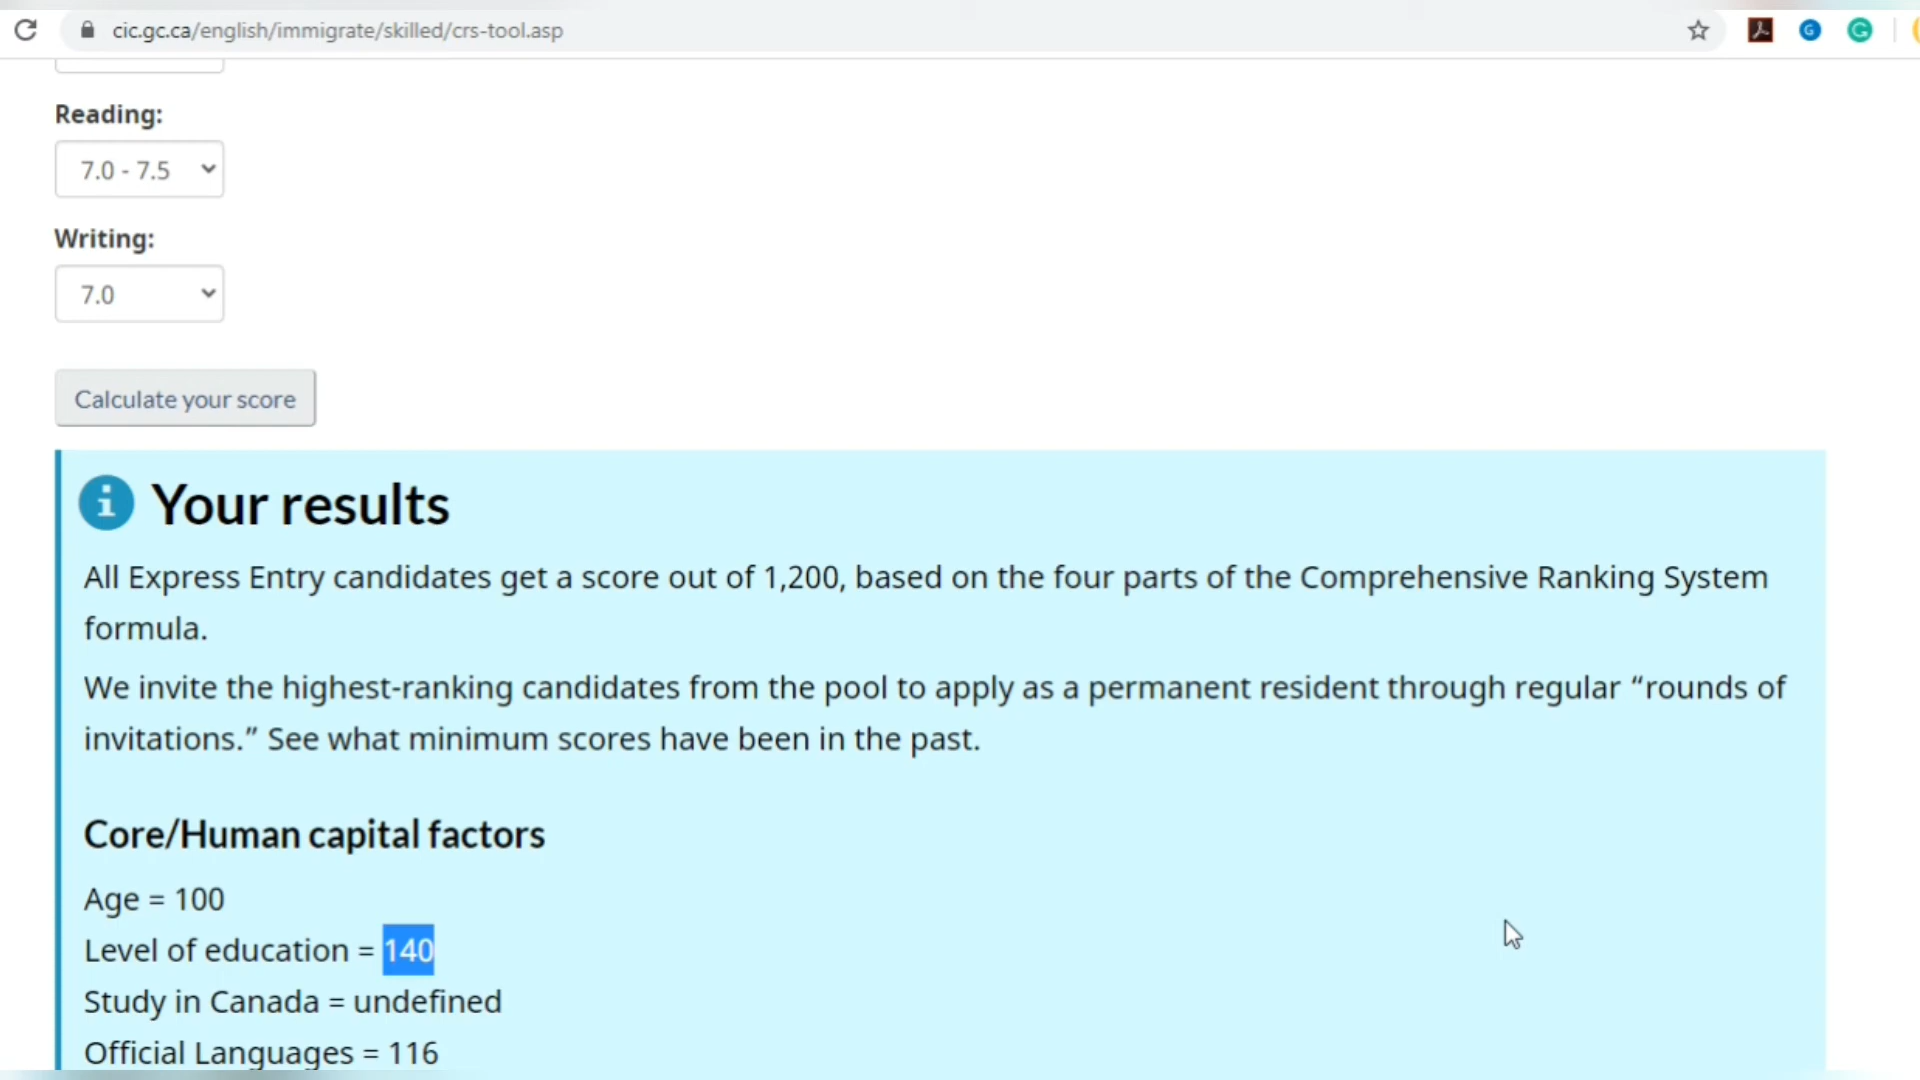 cic.gc.ca/english/immigrate/skilled/crs-tool.asp
Reading:
7.0 - 7.5
Writing:
7.0
Calculate your score
Your results
All Express Entry candidates get a score out of 1,200, based on the four parts of the Comprehensive Ranking System
formula.
We invite the highest-ranking candidates from the pool to apply as a permanent resident through regular “rounds of
invitations.” See what minimum scores have been in the past.
Core/Human capital factors
Age = 100
Level of education = 140
Study in Canada = undefined
Official Languages = 116